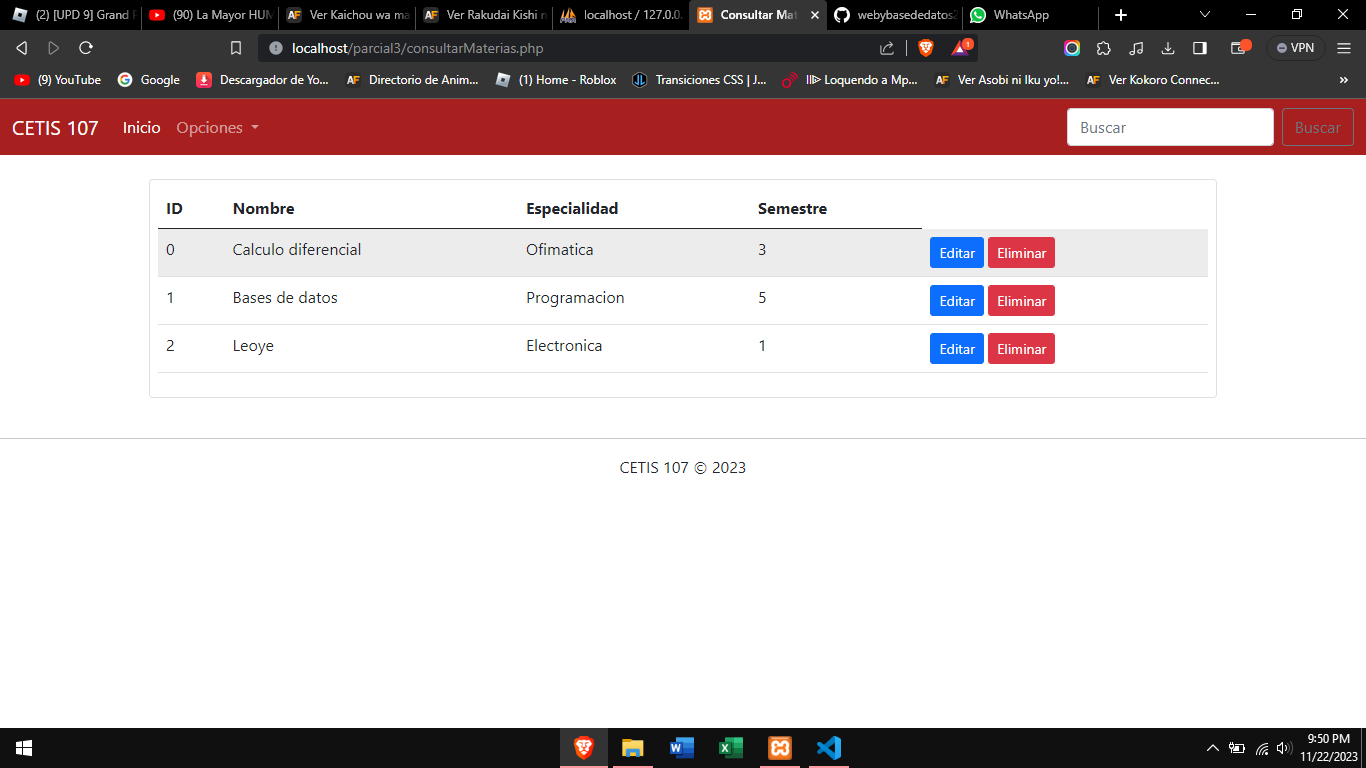 (2) [UPD 9] Grand (90) La Mayor HUM Ver Kaichou wa ma Ver Rakudai Kishi n localhost / 127.0.0. Consultar Mat webybasededatos2 WhatsApp
localhost/parcial3/consultarMaterias.php 1 VPN
(9) YouTube Google Descargador de Yo... AF Directorio de Anim... (1) Home - Roblox Transiciones CSS | J... Loquendo a Mp... AF Ver Asobi ni Iku yo!... AF Ver Kokoro Connec... »
CETIS 107 Inicio Opciones Buscar Buscar
ID Nombre Especialidad Semestre
0 Calculo diferencial Ofimatica 3 Editar Eliminar
1 Bases de datos Programacion 5 Editar Eliminar
2 Leoye Electronica 1 Editar Eliminar
CETIS 107 © 2023
9:50 PM
11/22/2023